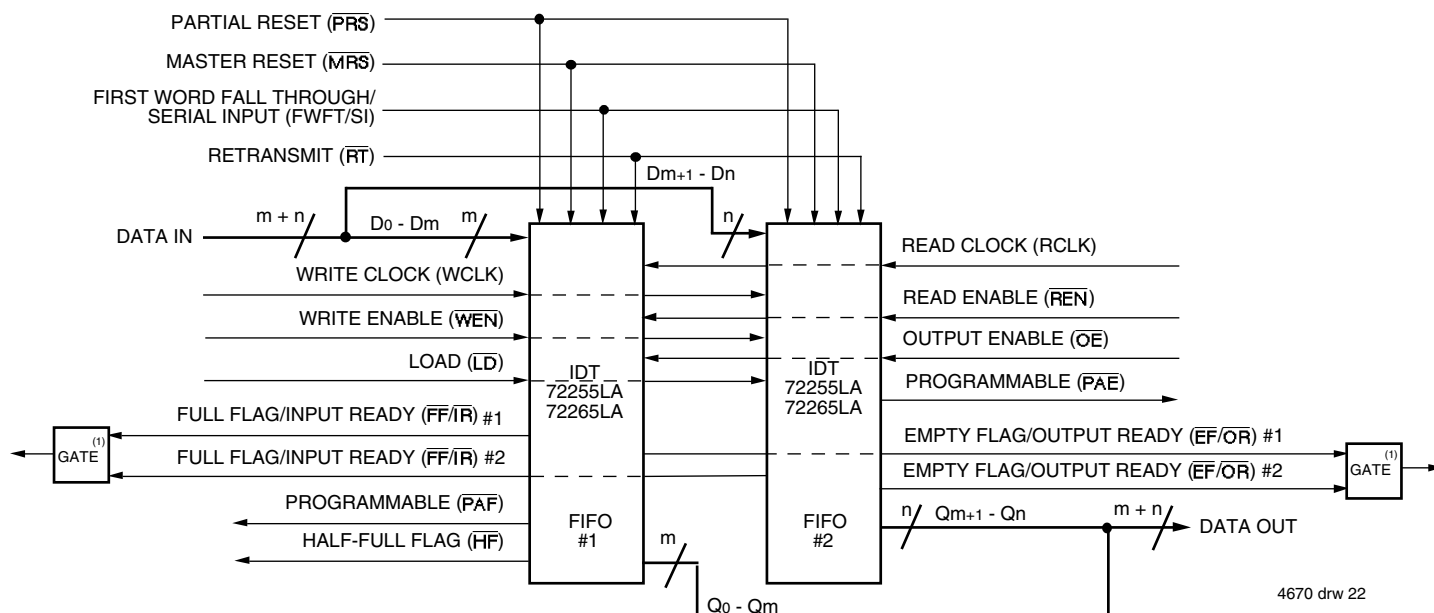 PARTIAL RESET (PRS)
MASTER RESET (MRS)
FIRST WORD FALL THROUGH/
SERIAL INPUT (FWFT/SI)
RETRANSMIT (RT)
Dm+1 - Dn
m + n
D0 - Dm
m
n
DATA IN
READ CLOCK (RCLK)
WRITE CLOCK (WCLK)
READ ENABLE (REN)
WRITE ENABLE (WEN)
OUTPUT ENABLE (OE)
LOAD (LD)
IDT
72255LA
72265LA
IDT
72255LA
72265LA
PROGRAMMABLE (PAE)
FULL FLAG/INPUT READY (FF/IR) #1
EMPTY FLAG/OUTPUT READY (EF/OR) #1
(1)
GATE
FULL FLAG/INPUT READY (FF/IR) #2
EMPTY FLAG/OUTPUT READY (EF/OR) #2
(1)
GATE
PROGRAMMABLE (PAF)
FIFO
#1
FIFO
#2
n
Qm+1 - Qn
m + n
DATA OUT
HALF-FULL FLAG (HF)
m
Q0 - Qm
4670 drw 22